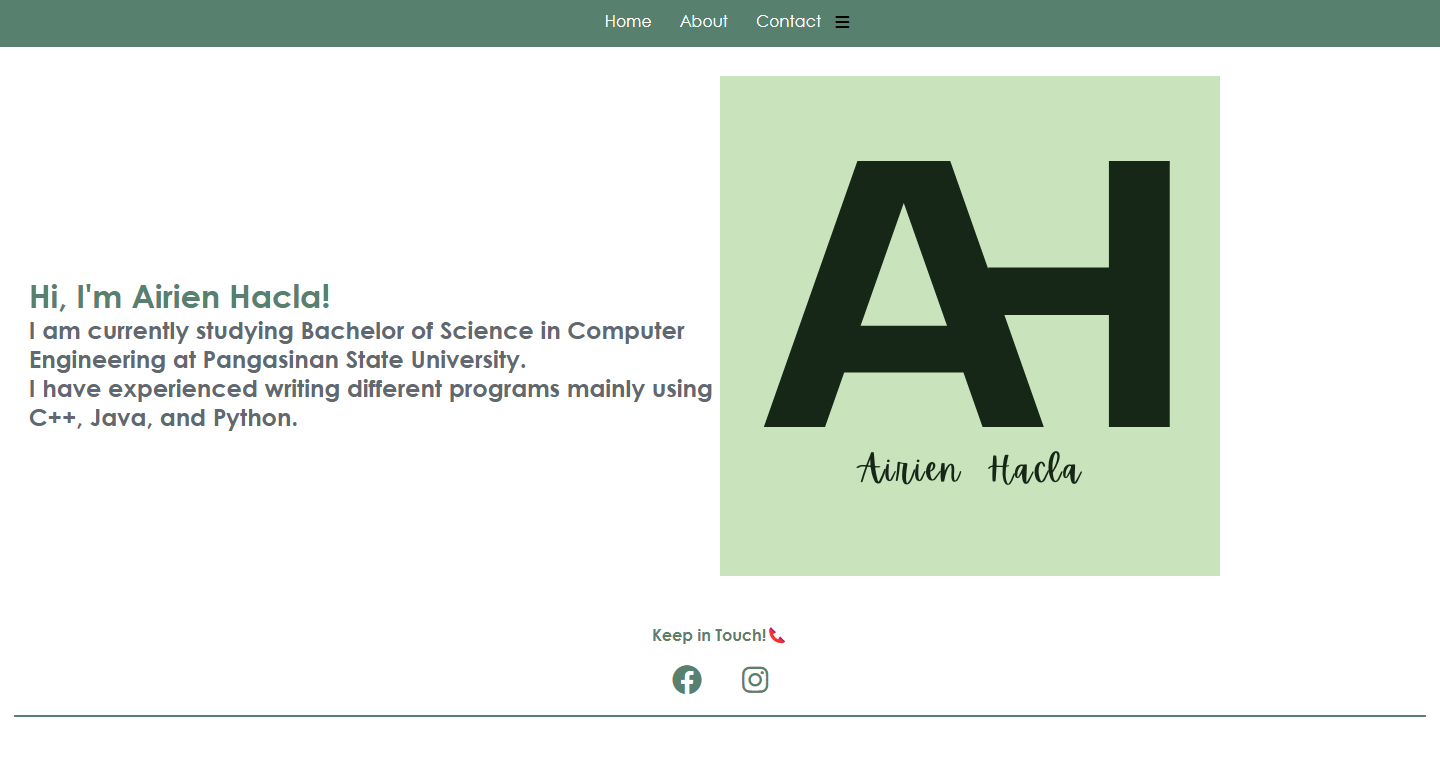 Home About Contact
Hi, I'm Airien Hacla!
I am currently studying Bachelor of Science in Computer
Engineering at Pangasinan State University.
I have experienced writing different programs mainly using
C++, Java, and Python.
AH
Airien Hacla
Keep in Touch!